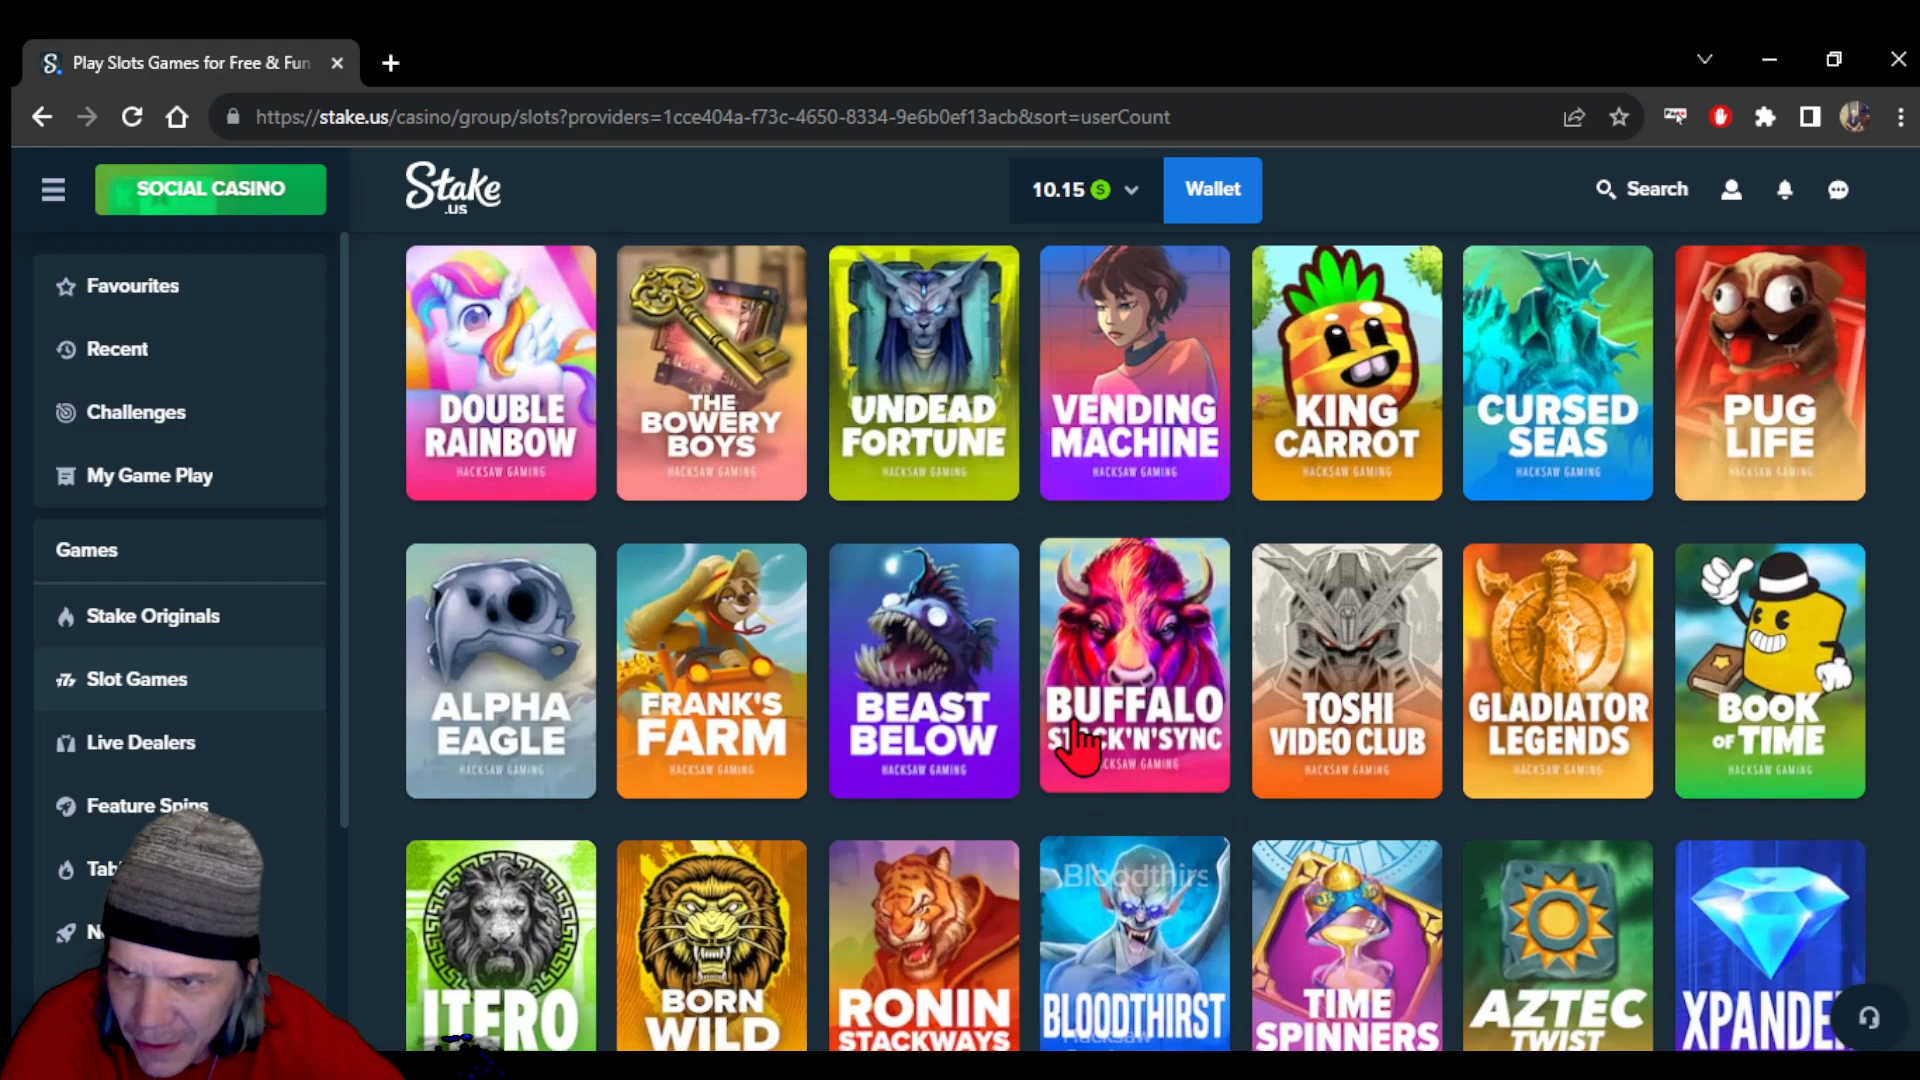 Play Slots Games for Free & Fun
https://stake.us/casino/group/slots?providers=1cce404a-f73c-4650-8334-9e6b0ef13acb&sort=userCount
SOCIAL CASINO
Stake
.US
10.15
Wallet
Search
Favourites
Recent
Challenges
My Game Play
Games
Stake Originals
Slot Games
Live Dealers
Feature Spins
DOUBLE
RAINBOW
HACKSAW GAMING
THE
BOWERY
BOYS
HACKSAW GAMING
UNDEAD
FORTUNE
HACKSAW GAMING
VENDING
MACHINE
HACKSAW GAMING
KING
CARROT
HACKSAW GAMING
CURSED
SEAS
HACKSAW GAMING
PUG
LIFE
HACKSAW GAMING
ALPHA
EAGLE
HACKSAW GAMING
FRANK'S
FARM
HACKSAW GAMING
BEAST
BELOW
HACKSAW GAMING
BUFFALO
GAMING
TOSHI
VIDEO CLUB
HACKSAW GAMING
GLADIATOR
LEGENDS
HACKSAW GAMING
BOOK
OF TIME
HACKSAW GAMING
ITERO
BORN
WILD
RONIN
STACKWAYS
Bloodthirs
BLOODTHIRST
Hacksaw
TIME
SPINNERS
AZTEC
TWIST